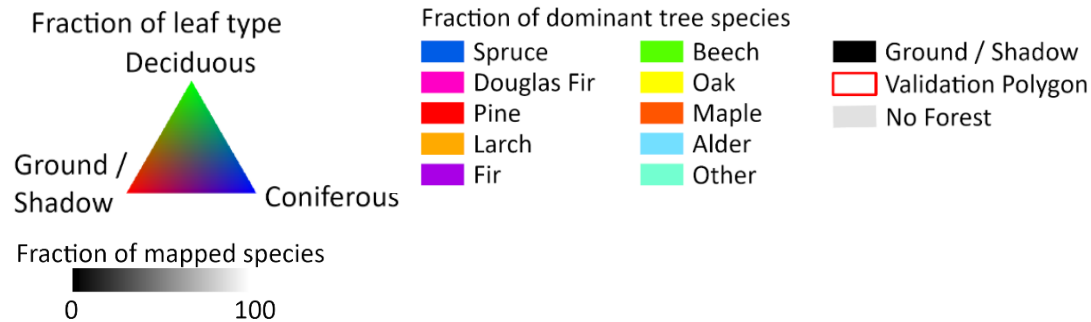 Fraction of leaf type
Deciduous
Ground /
Shadow
Coniferous
Fraction of mapped species
0 100
Fraction of dominant tree species
Spruce
Douglas Fir
Pine
Larch
Fir
Beech
Oak
Maple
Alder
Other
Ground / Shadow
Validation Polygon
No Forest